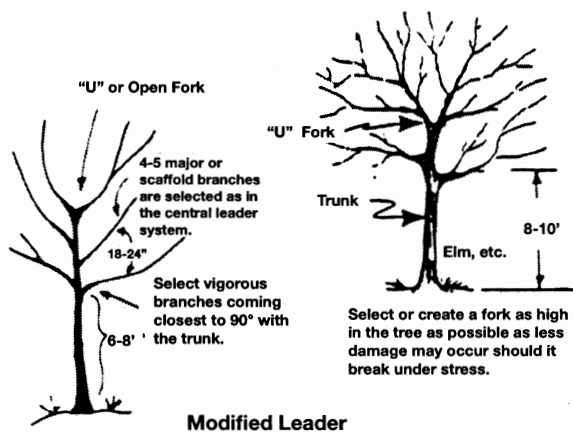 "U" or Open Fork
4-5 major or
scaffold branches
are selected as in
the central leader
system.
18-24"
Select vigorous
branches coming
closest to 90° with
the trunk.
6-8'
"U" Fork
Trunk
8-10'
Elm, etc.
Select or create a fork as high
in the tree as possible as less
damage may occur should it
break under stress.
Modified Leader